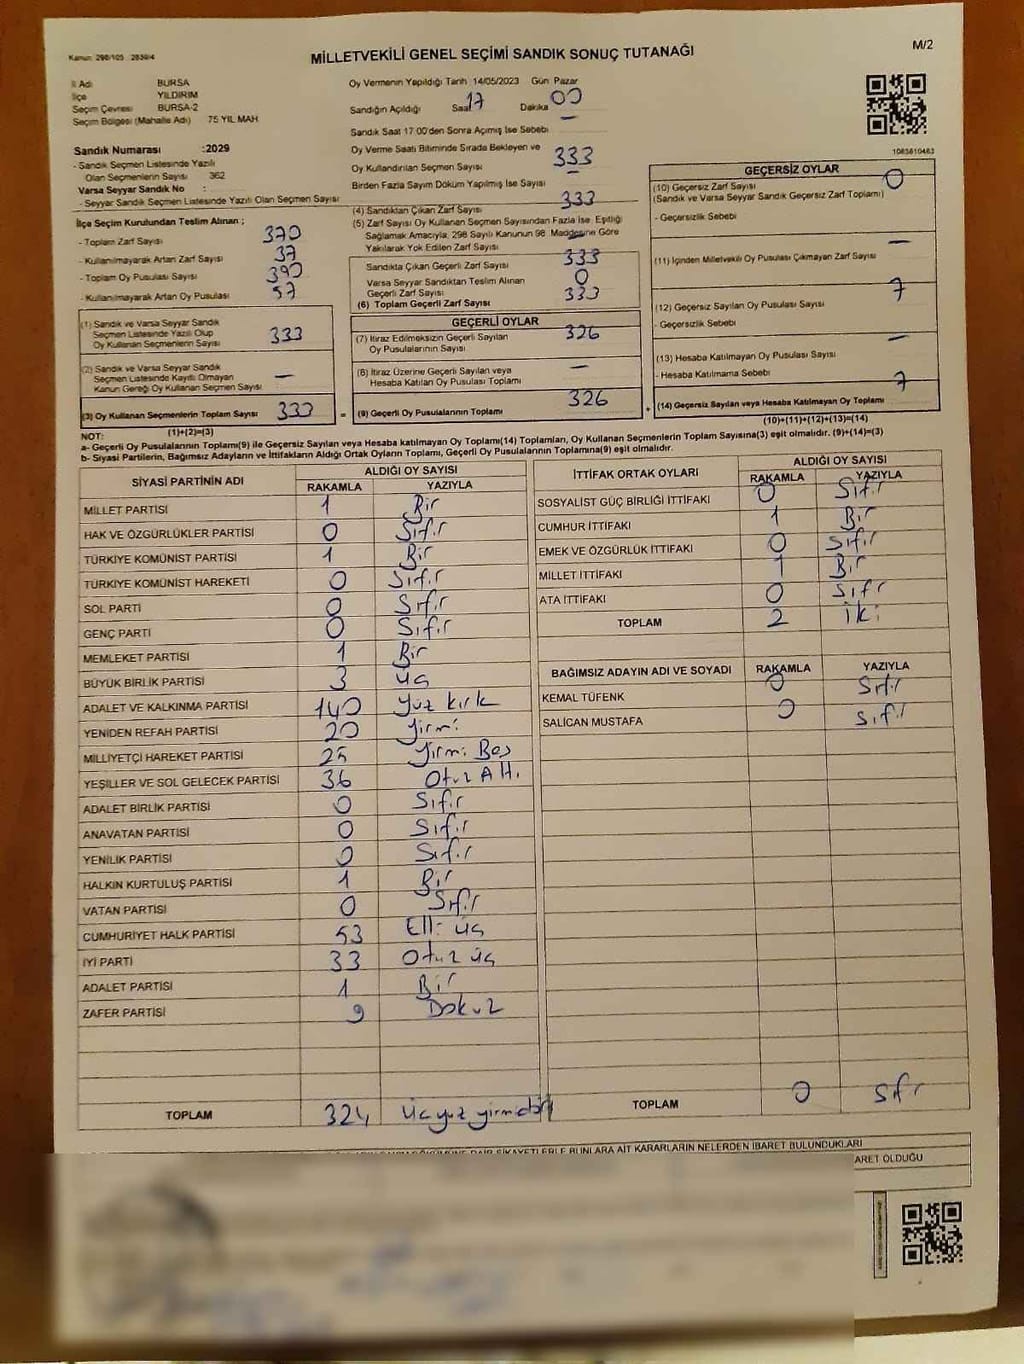 Kanun: 298/105 2839/4
MİLLETVEKİLİ GENEL SEÇİMİ SANDIK SONUÇ TUTANAĞI
M/2
İl Adı BURSA
İlçe YILDIRIM
Seçim Çevresi BURSA-2
Seçim Bölgesi (Mahalle Adı) 75 YIL MAH
Sandık Numarası :2029
- Sandık Seçmen Listesinde Yazılı
Olan Seçmenlerin Sayısı 362
Varsa Seyyar Sandık No :
- Seyyar Sandık Seçmen Listesinde Yazılı Olan Seçmen Sayısı
Oy Vermenin Yapıldığı Tarih 14/05/2023 Gün Pazar
Sandığın Açıldığı Saat 17 Dakika 00
Sandık Saat 17:00'den Sonra Açımış İse Sebebi —
Oy Verme Saati Bitiminde Sırada Bekleyen ve
Oy Kullandırılan Seçmen Sayısı 333
Birden Fazla Sayım Döküm Yapılmış İse Sayısı —
1083610463
İlçe Seçim Kurulundan Teslim Alınan ;
- Toplam Zarf Sayısı 370
- Kullanılmayarak Artan Zarf Sayısı 37
- Toplam Oy Pusulası Sayısı 390
- Kullanılmayarak Artan Oy Pusulası 57
(4) Sandıktan Çıkan Zarf Sayısı 333
(5) Zarf Sayısı Oy Kullanan Seçmen Sayısından Fazla İse, Eşitliği
Sağlamak Amacıyla, 298 Sayılı Kanunun 98. Maddesine Göre
Yakılarak Yok Edilen Zarf Sayısı —
Sandıkta Çıkan Geçerli Zarf Sayısı 333
Varsa Seyyar Sandıktan Teslim Alınan
Geçerli Zarf Sayısı 0
(6) Toplam Geçerli Zarf Sayısı 333
GEÇERSİZ OYLAR
(10) Geçersiz Zarf Sayısı 0
(Sandık ve Varsa Seyyar Sandık Geçersiz Zarf Toplamı)
- Geçersizlik Sebebi
(11) İçinden Milletvekili Oy Pusulası Çıkmayan Zarf Sayısı —
(12) Geçersiz Sayılan Oy Pusulası Sayısı 7
- Geçersizlik Sebebi
(13) Hesaba Katılmayan Oy Pusulası Sayısı —
- Hesaba Katılmama Sebebi
(14) Geçersiz Sayılan veya Hesaba Katılmayan Oy Toplamı 7
(10)+(11)+(12)+(13)=(14)
(1) Sandık ve Varsa Seyyar Sandık
Seçmen Listesinde Yazılı Olup
Oy Kullanan Seçmenlerin Sayısı 333
(2) Sandık ve Varsa Seyyar Sandık
Seçmen Listesinde Kayıtlı Olmayan
Kanun Gereği Oy Kullanan Seçmen Sayısı —
(3) Oy Kullanan Seçmenlerin Toplam Sayısı 333 =
(1)+(2)=(3)
GEÇERLİ OYLAR
(7) İtiraz Edilmeksizin Geçerli Sayılan
Oy Pusulalarının Sayısı 326
(8) İtiraz Üzerine Geçerli Sayılan veya
Hesaba Katılan Oy Pusulası Toplamı —
(9) Geçerli Oy Pusulalarının Toplamı 326 +
NOT:
a- Geçerli Oy Pusulalarının Toplamı(9) ile Geçersiz Sayılan veya Hesaba katılmayan Oy Toplamı(14) Toplamları, Oy Kullanan Seçmenlerin Toplam Sayısına(3) eşit olmalıdır. (9)+(14)=(3)
b- Siyasi Partilerin, Bağımsız Adayların ve İttifakların Aldığı Ortak Oyların Toplamı, Geçerli Oy Pusulalarının Toplamına(9) eşit olmalıdır.
SİYASİ PARTİNİN ADI ALDIĞI OY SAYISI
RAKAMLA YAZIYLA
MİLLET PARTİSİ 1 Bir
HAK VE ÖZGÜRLÜKLER PARTİSİ 0 Sıfır
TÜRKİYE KOMÜNİST PARTİSİ 1 Bir
TÜRKİYE KOMÜNİST HAREKETİ 0 Sıfır
SOL PARTİ 0 Sıfır
GENÇ PARTİ 0 Sıfır
MEMLEKET PARTİSİ 1 Bir
BÜYÜK BİRLİK PARTİSİ 3 Üç
ADALET VE KALKINMA PARTİSİ 140 Yüz kırk
YENİDEN REFAH PARTİSİ 20 Yirmi
MİLLİYETÇİ HAREKET PARTİSİ 25 Yirmi Beş
YEŞİLLER VE SOL GELECEK PARTİSİ 36 Otuz Altı
ADALET BİRLİK PARTİSİ 0 Sıfır
ANAVATAN PARTİSİ 0 Sıfır
YENİLİK PARTİSİ 0 Sıfır
HALKIN KURTULUŞ PARTİSİ 1 Bir
VATAN PARTİSİ 0 Sıfır
CUMHURİYET HALK PARTİSİ 53 Elli üç
İYİ PARTİ 33 Otuz üç
ADALET PARTİSİ 1 Bir
ZAFER PARTİSİ 9 Dokuz
TOPLAM 324 Üçyüz yirmidört
İTTİFAK ORTAK OYLARI ALDIĞI OY SAYISI
RAKAMLA YAZIYLA
SOSYALİST GÜÇ BİRLİĞİ İTTİFAKI 0 Sıfır
CUMHUR İTTİFAKI 1 Bir
EMEK VE ÖZGÜRLÜK İTTİFAKI 0 Sıfır
MİLLET İTTİFAKI 1 Bir
ATA İTTİFAKI 0 Sıfır
TOPLAM 2 İki
BAĞIMSIZ ADAYIN ADI VE SOYADI RAKAMLA YAZIYLA
KEMAL TÜFENK 0 Sıfır
SALİCAN MUSTAFA 0 Sıfır
TOPLAM 0 Sıfır
ŞİKAYETLERLE BUNLARA AİT KARARLARIN NELERDEN İBARET BULUNDUKLARI
OLDUĞU